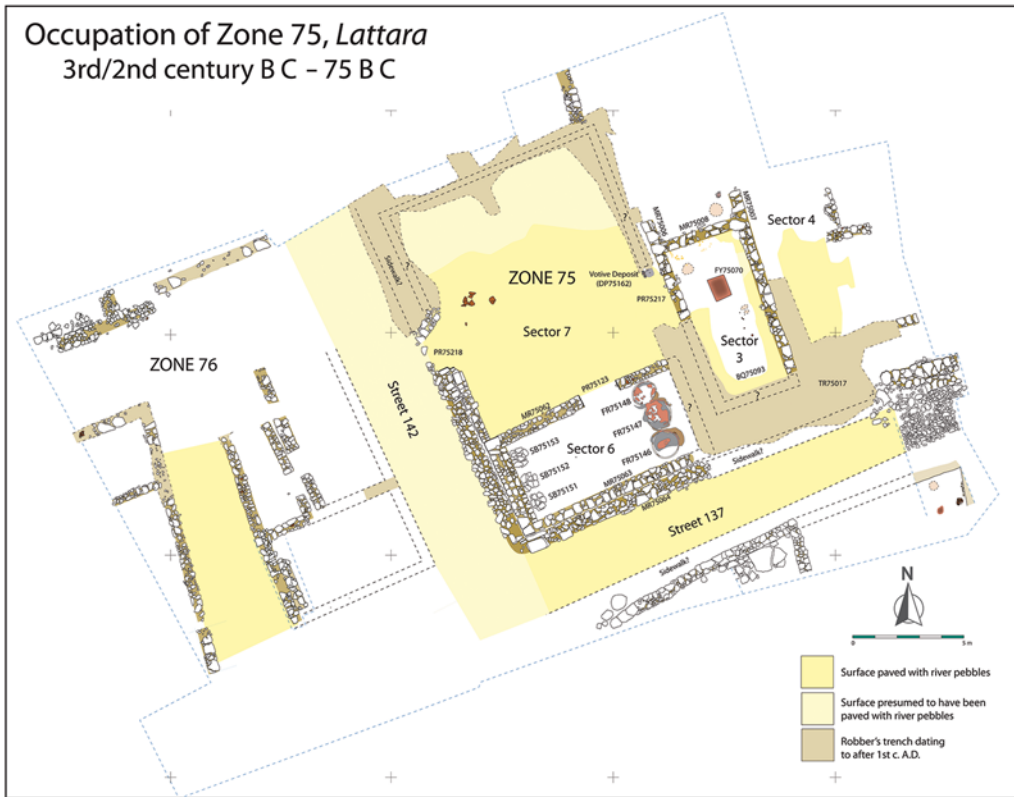 Occupation of Zone 75, Lattara
3rd/2nd century B C – 75 B C
MR75006
MR75008
MR75007
Sector 4
?
Sidewalk?
?
ZONE 75
Votive Deposit
(DP75162)
FY75070
PR75217
Sector 7
Sector
3
ZONE 76
PR75218
BQ75093
TR75017
PR75123
?
?
Street 142
MR75062
FR75148
FR75147
FR75146
SB75153
SB75152
SB75151
Sector 6
MR75063
Sidewalk?
Street 137
Sidewalk?
N
0
5 m
Surface paved with river pebbles
Surface presumed to have been
paved with river pebbles
Robber's trench dating
to after 1st c. A.D.